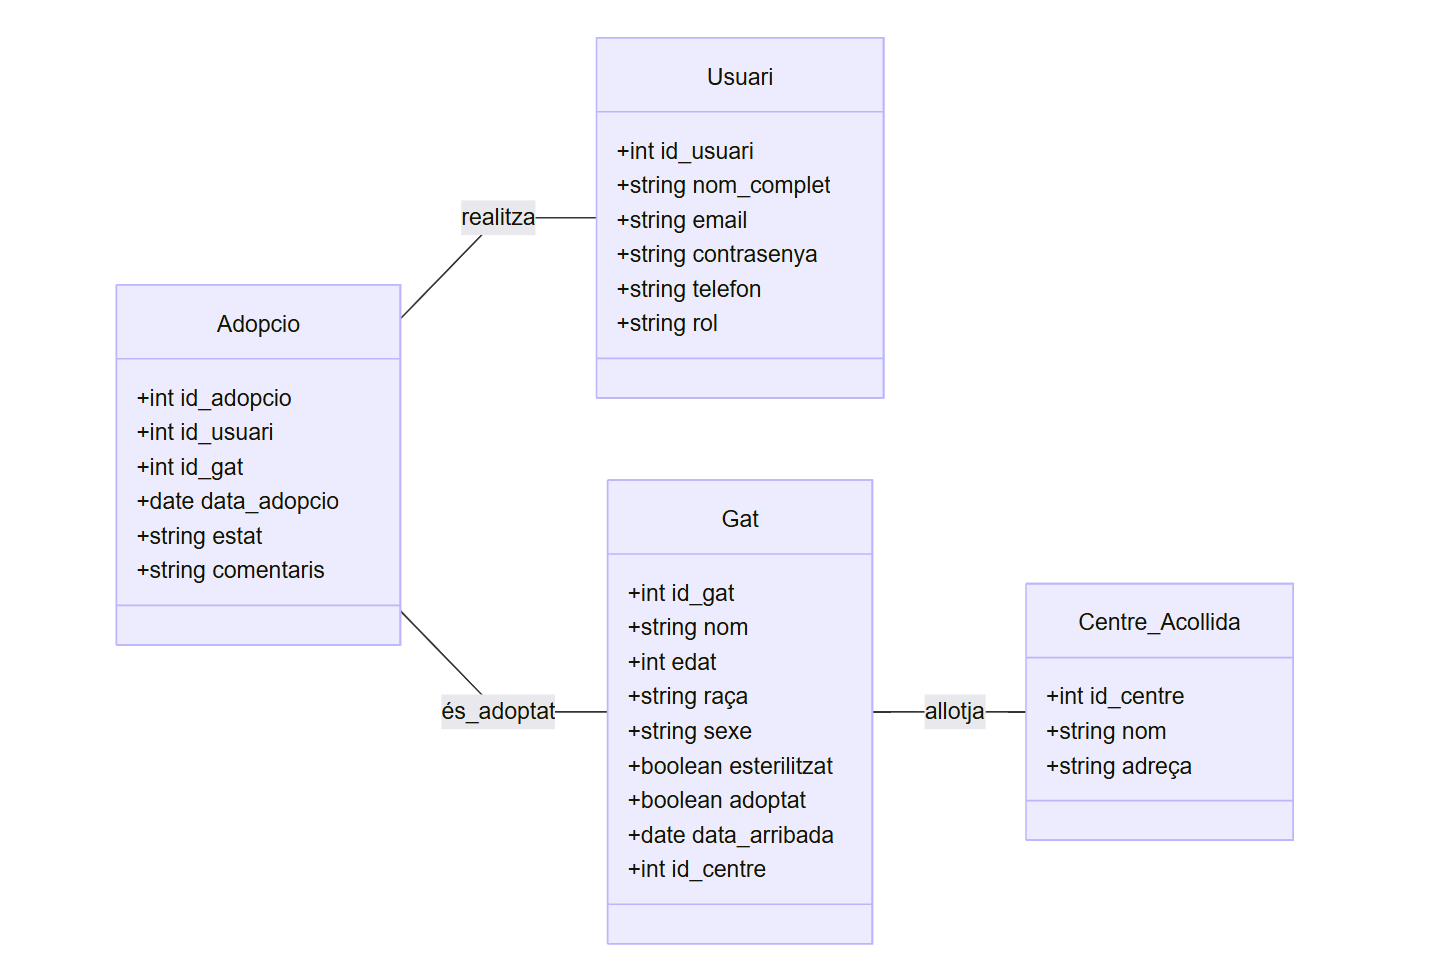 Usuari
+int id_usuari
+string nom_complet
+string email
+string contrasenya
+string telefon
+string rol
realitza
Adopcio
+int id_adopcio
+int id_usuari
+int id_gat
+date data_adopcio
+string estat
+string comentaris
és_adoptat
Gat
+int id_gat
+string nom
+int edat
+string raça
+string sexe
+boolean esterilitzat
+boolean adoptat
+date data_arribada
+int id_centre
allotja
Centre_Acollida
+int id_centre
+string nom
+string adreça